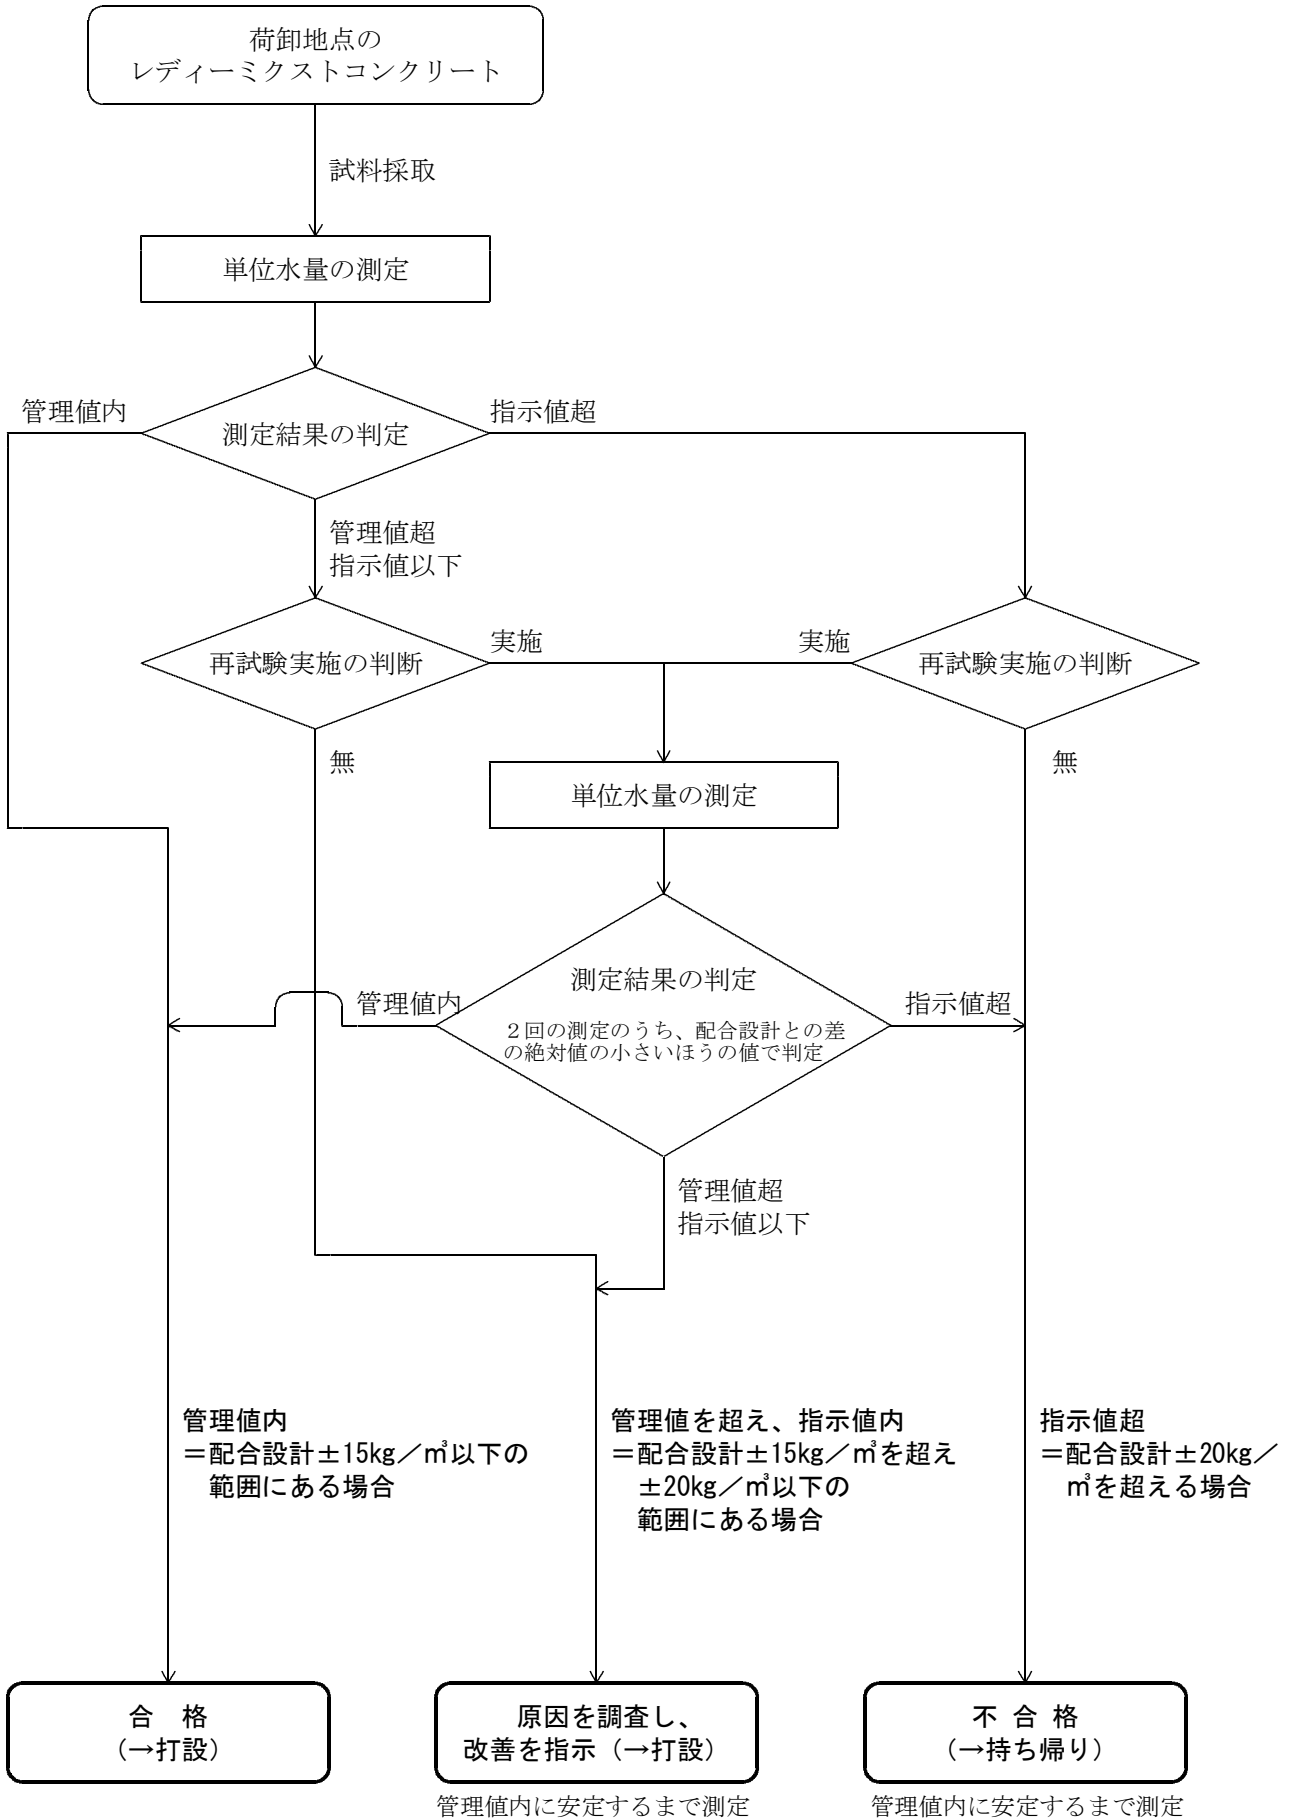 荷卸地点の
レディーミクストコンクリート
試料採取
単位水量の測定
管理値内
指示値超
測定結果の判定
管理値超
指示値以下
実施
実施
再試験実施の判断
再試験実施の判断
無
無
単位水量の測定
測定結果の判定
管理値内
指示値超
２回の測定のうち、配合設計との差
の絶対値の小さいほうの値で判定
管理値超
指示値以下
管理値内
＝配合設計±15kg／㎥以下の
範囲にある場合
管理値を超え、指示値内
＝配合設計±15kg／㎥を超え
±20kg／㎥以下の
範囲にある場合
指示値超
＝配合設計±20kg／
㎥を超える場合
合　格
（→打設）
原因を調査し、
改善を指示（→打設）
不 合 格
（→持ち帰り）
管理値内に安定するまで測定
管理値内に安定するまで測定